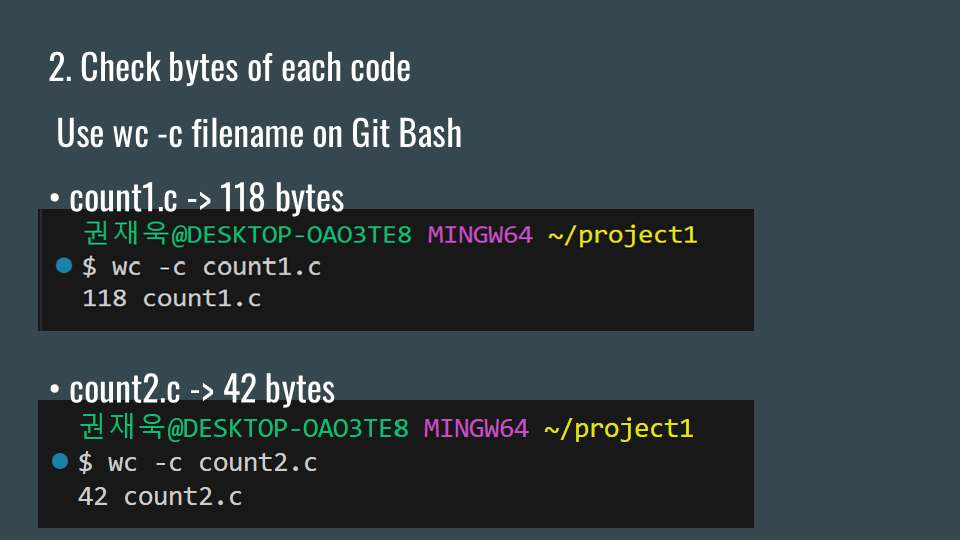 2. Check bytes of each code
Use wc -c filename on Git Bash
• count1.c -> 118 bytes
권재욱@DESKTOP-OAO3TE8 MINGW64 ~/project1
$ wc -c count1.c
118 count1.c
• count2.c -> 42 bytes
권재욱@DESKTOP-OAO3TE8 MINGW64 ~/project1
$ wc -c count2.c
42 count2.c